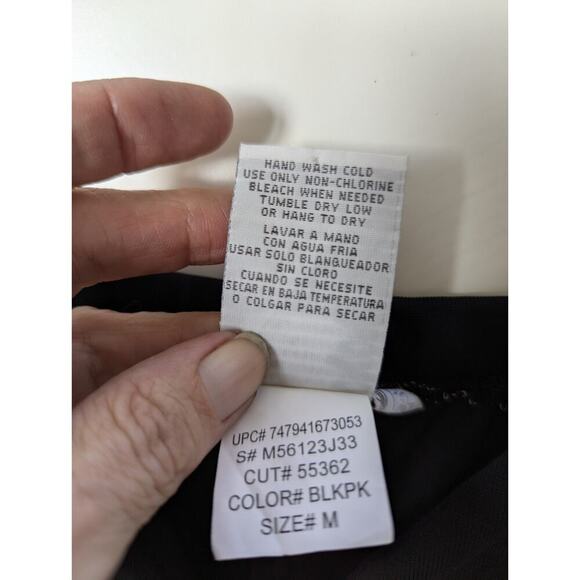 HAND WASH COLD
USE ONLY NON-CHLORINE
BLEACH WHEN NEEDED
TUMBLE DRY LOW
OR HANG TO DRY
LAVAR A MANO
CON AGUA FRIA
USAR SOLO BLANQUEADOR
SIN CLORO
CUANDO SE NECESITE
SECAR EN BAJA TEMPERATURA
O COLGAR PARA SECAR
UPC# 747941673053
S# M56123J33
CUT# 55362
COLOR# BLKPK
SIZE# M